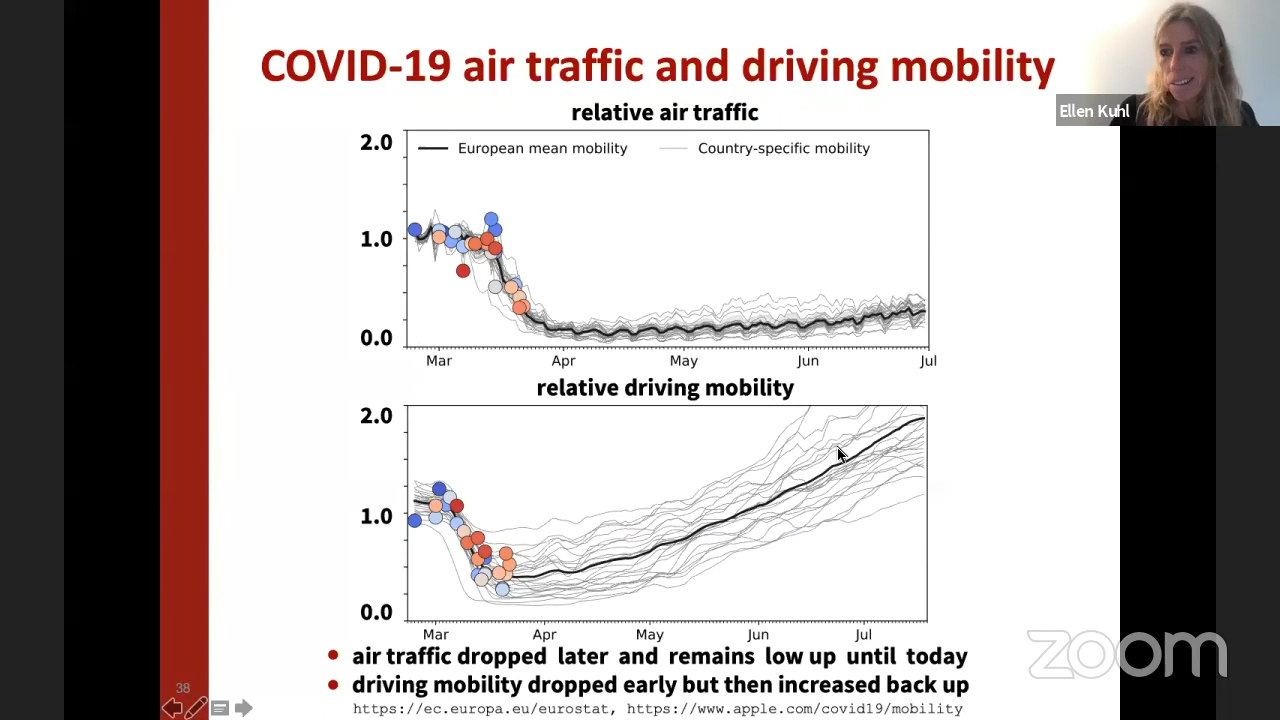 COVID-19 air traffic and driving mobility
Ellen Kuhl
relative air traffic
2.0
European mean mobility
Country-specific mobility
1.0
0.0
Mar Apr May Jun Jul
relative driving mobility
2.0
1.0
0.0
Mar Apr May Jun Jul
zoom
air traffic dropped later and remains low up until today
driving mobility dropped early but then increased back up
38
https://ec.europa.eu/eurostat, https://www.apple.com/covid19/mobility